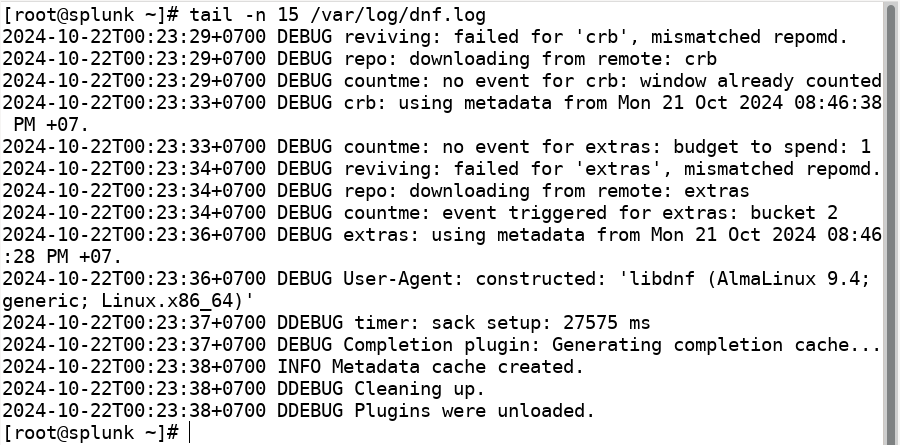 [root@splunk ~]# tail -n 15 /var/log/dnf.log
2024-10-22T00:23:29+0700 DEBUG reviving: failed for 'crb', mismatched repomd.
2024-10-22T00:23:29+0700 DEBUG repo: downloading from remote: crb
2024-10-22T00:23:29+0700 DEBUG countme: no event for crb: window already counted
2024-10-22T00:23:33+0700 DEBUG crb: using metadata from Mon 21 Oct 2024 08:46:38
 PM +07.
2024-10-22T00:23:33+0700 DEBUG countme: no event for extras: budget to spend: 1
2024-10-22T00:23:34+0700 DEBUG reviving: failed for 'extras', mismatched repomd.
2024-10-22T00:23:34+0700 DEBUG repo: downloading from remote: extras
2024-10-22T00:23:34+0700 DEBUG countme: event triggered for extras: bucket 2
2024-10-22T00:23:36+0700 DEBUG extras: using metadata from Mon 21 Oct 2024 08:46
:28 PM +07.
2024-10-22T00:23:36+0700 DEBUG User-Agent: constructed: 'libdnf (AlmaLinux 9.4;
generic; Linux.x86_64)'
2024-10-22T00:23:37+0700 DDEBUG timer: sack setup: 27575 ms
2024-10-22T00:23:37+0700 DEBUG Completion plugin: Generating completion cache...
2024-10-22T00:23:38+0700 INFO Metadata cache created.
2024-10-22T00:23:38+0700 DDEBUG Cleaning up.
2024-10-22T00:23:38+0700 DDEBUG Plugins were unloaded.
[root@splunk ~]#